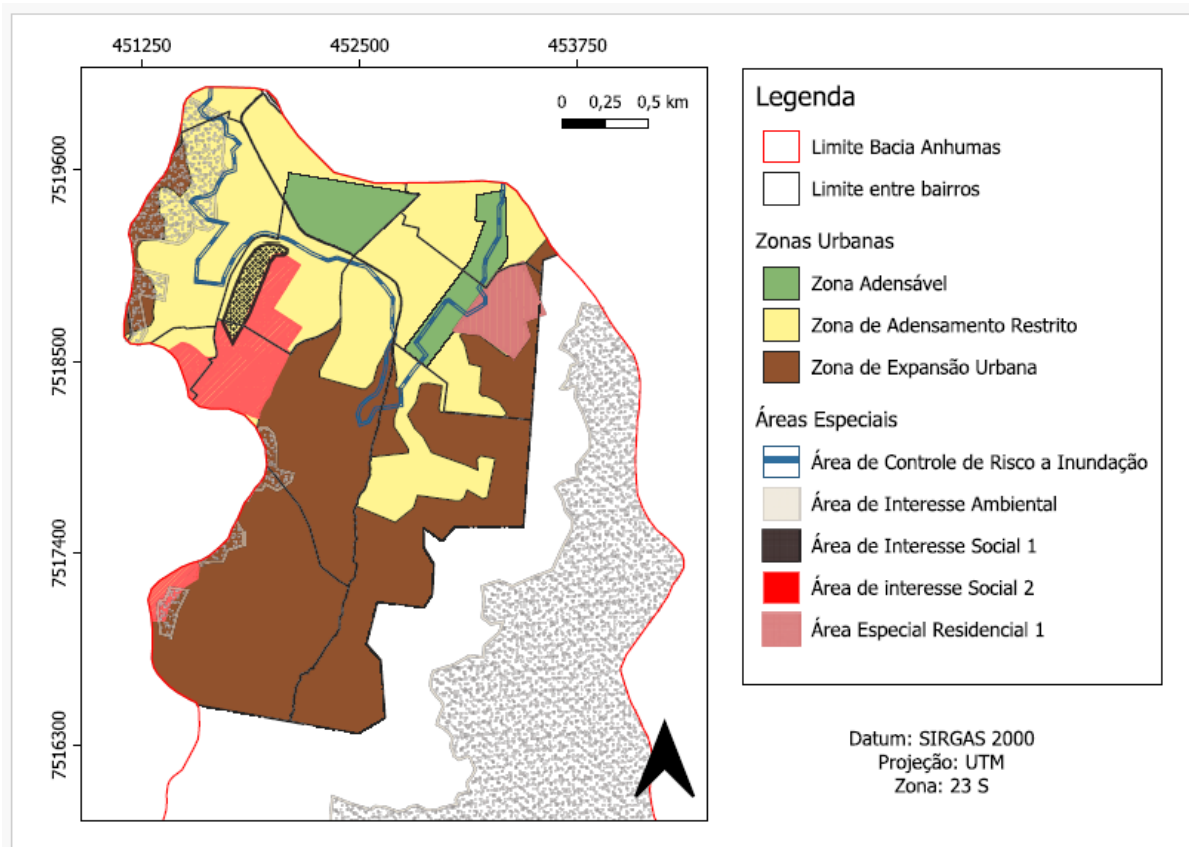 451250
452500
453750
7519600
7518500
7517400
7516300
0 0,25 0,5 km
Legenda
Limite Bacia Anhumas
Limite entre bairros
Zonas Urbanas
Zona Adensável
Zona de Adensamento Restrito
Zona de Expansão Urbana
Áreas Especiais
Área de Controle de Risco a Inundação
Área de Interesse Ambiental
Área de Interesse Social 1
Área de interesse Social 2
Área Especial Residencial 1
Datum: SIRGAS 2000
Projeção: UTM
Zona: 23 S